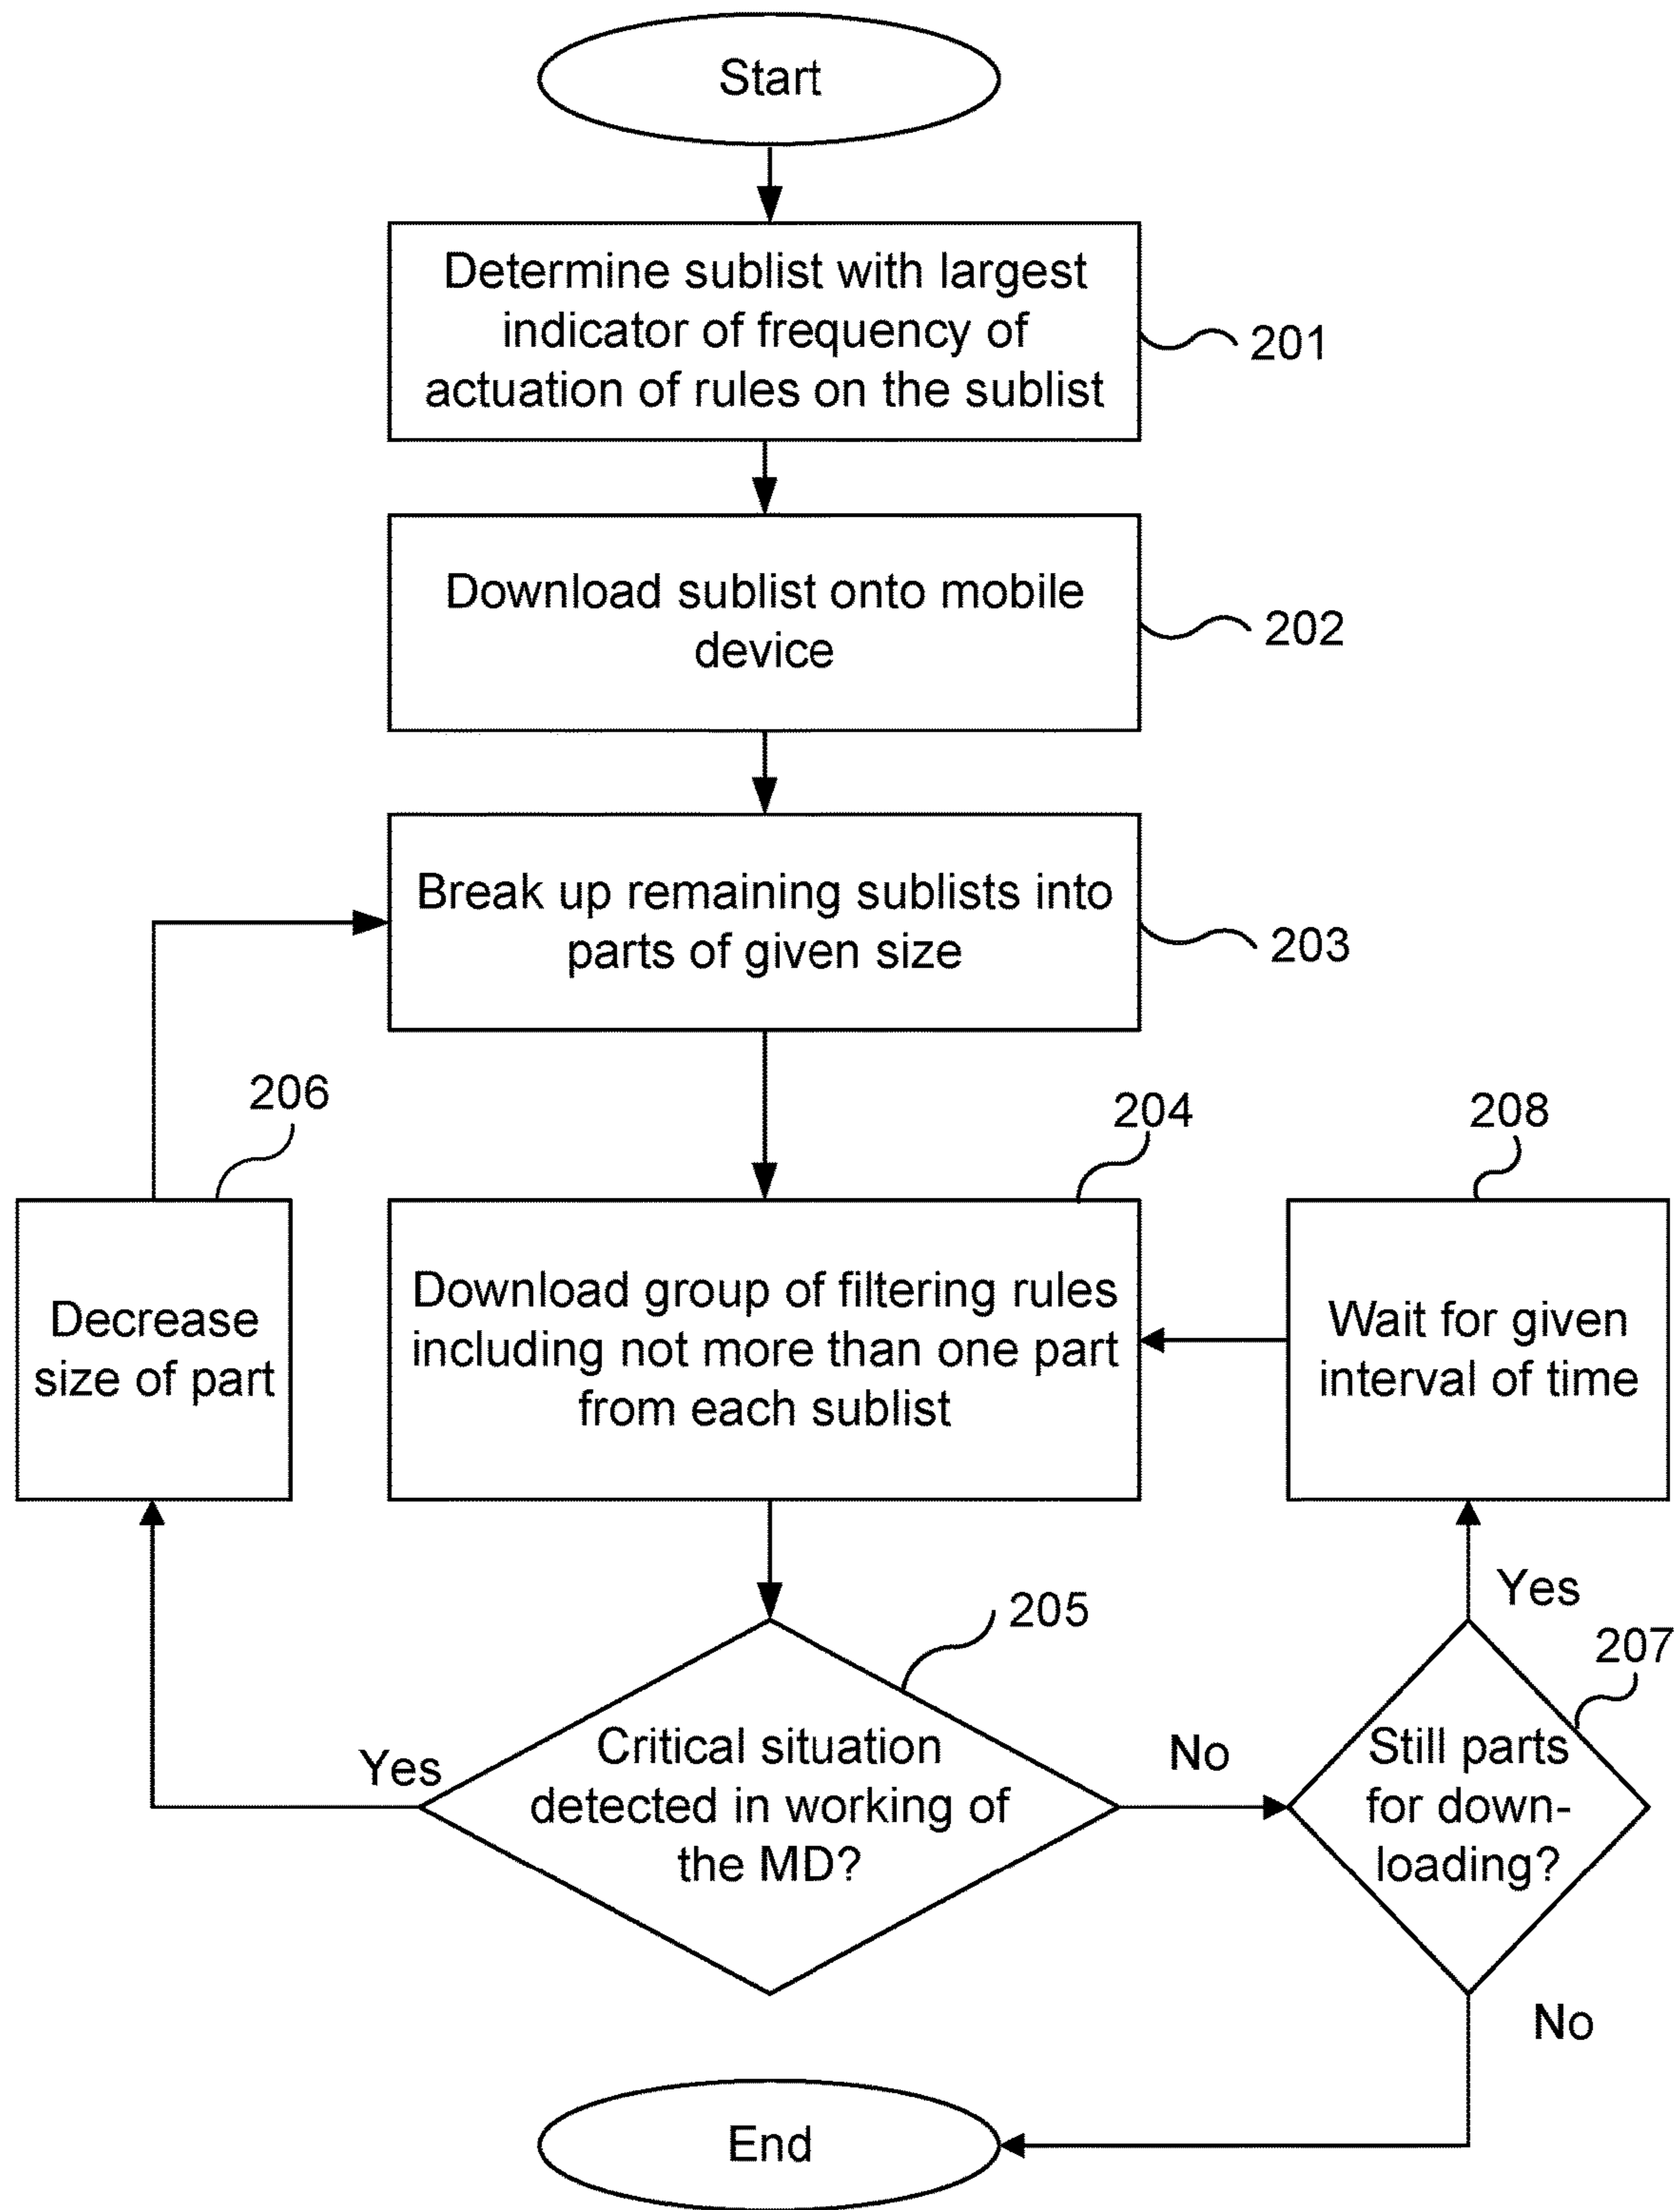 Start
Determine sublist with largest
indicator of frequency of
actuation of rules on the sublist
201
Download sublist onto mobile
device
202
Break up remaining sublists into
parts of given size
203
206
204
208
Decrease
size of part
Download group of filtering rules
including not more than one part
from each sublist
Wait for given
interval of time
205
Yes
207
Yes
Critical situation
detected in working of
the MD?
No
Still parts
for down-
loading?
No
End